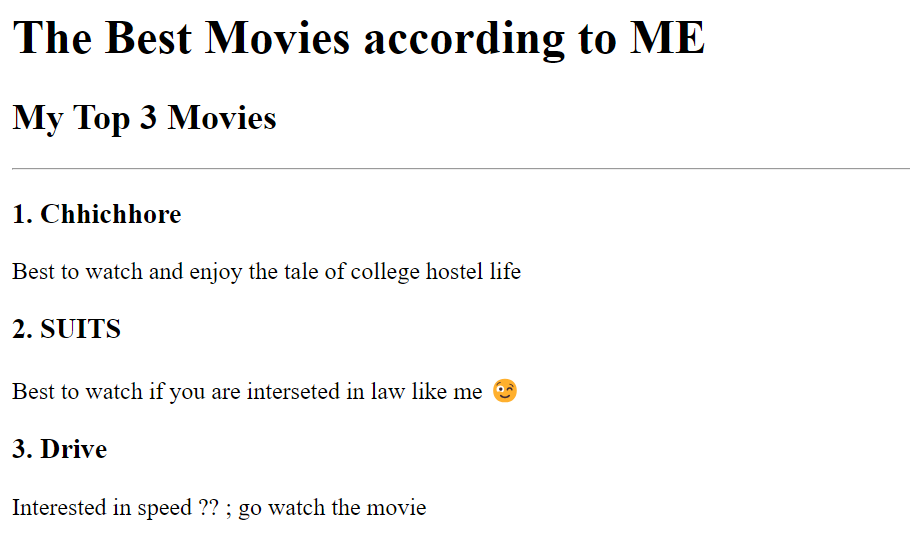 The Best Movies according to ME
My Top 3 Movies
1. Chhichhore
Best to watch and enjoy the tale of college hostel life
2. SUITS
Best to watch if you are interseted in law like me 😉
3. Drive
Interested in speed ?? ; go watch the movie